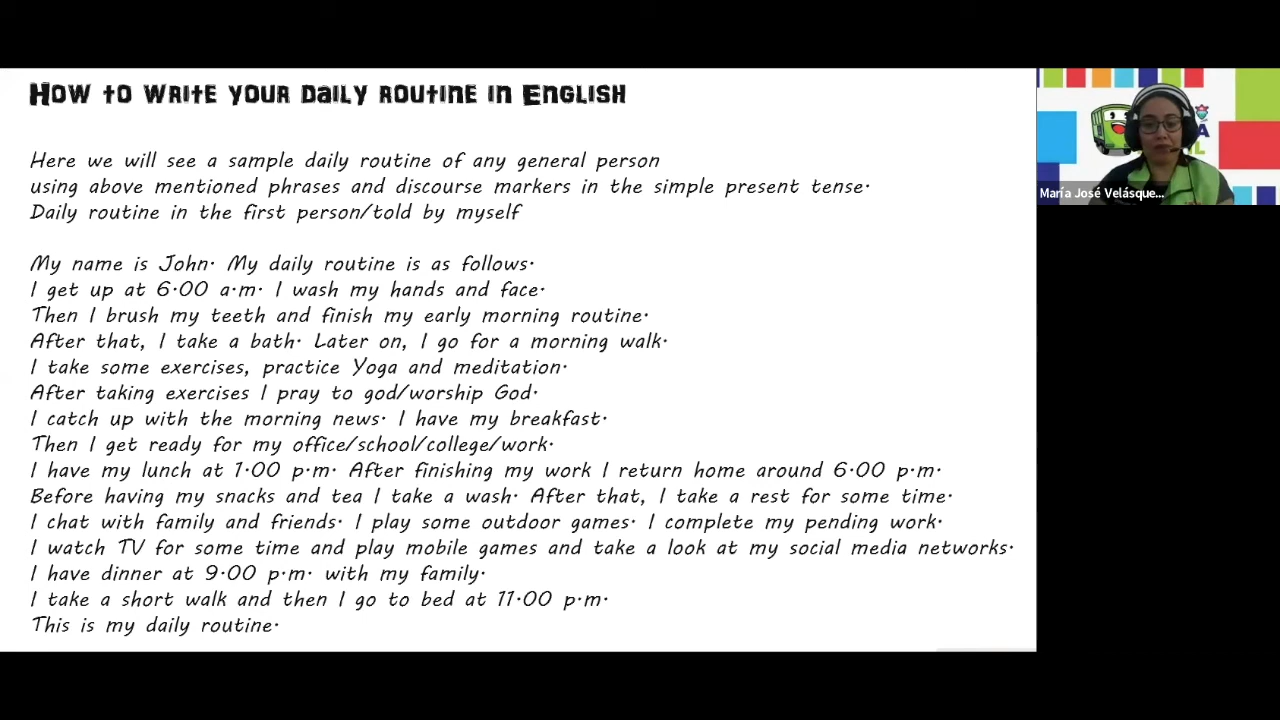 How to write your daily routine in English
Here we will see a sample daily routine of any general person
using above mentioned phrases and discourse markers in the simple present tense.
Daily routine in the first person/told by myself
My name is John. My daily routine is as follows.
I get up at 6.00 a.m. I wash my hands and face.
Then I brush my teeth and finish my early morning routine.
After that, I take a bath. Later on, I go for a morning walk.
I take some exercises, practice Yoga and meditation.
After taking exercises I pray to god/worship God.
I catch up with the morning news. I have my breakfast.
Then I get ready for my office/school/college/work.
I have my lunch at 1.00 p.m. After finishing my work I return home around 6.00 p.m.
Before having my snacks and tea I take a wash. After that, I take a rest for some time.
I chat with family and friends. I play some outdoor games. I complete my pending work.
I watch TV for some time and play mobile games and take a look at my social media networks.
I have dinner at 9.00 p.m. with my family.
I take a short walk and then I go to bed at 11.00 p.m.
This is my daily routine.
María José Velásque...